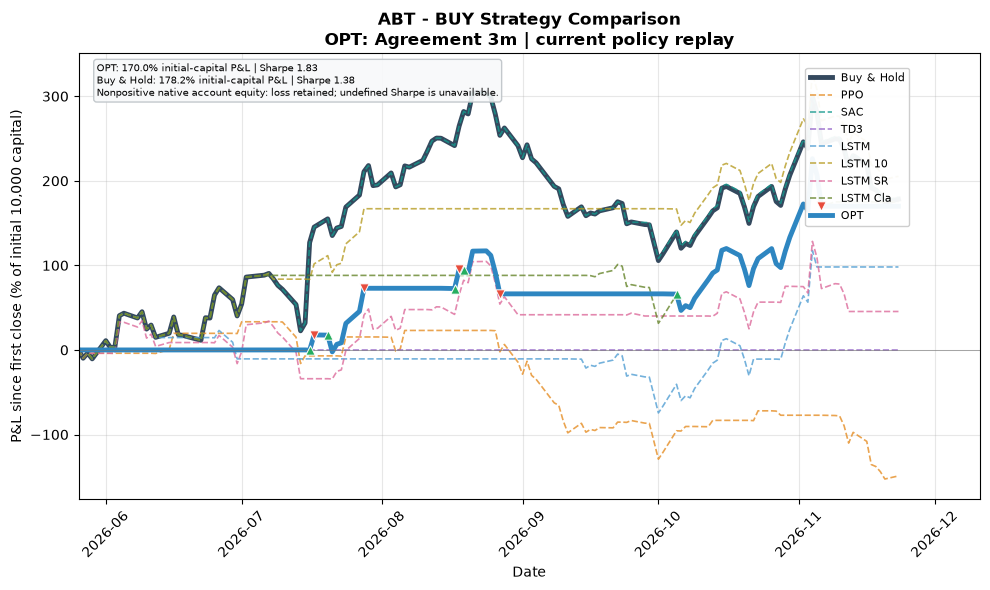 ABT - BUY Strategy Comparison
OPT: Agreement 3m | current policy replay
OPT: 170.0% initial-capital P&L | Sharpe 1.83
Buy & Hold: 178.2% initial-capital P&L | Sharpe 1.38
Nonpositive native account equity: loss retained; undefined Sharpe is unavailable.
Buy & Hold
PPO
SAC
TD3
LSTM
LSTM 10
LSTM SR
LSTM Cla
OPT
P&L since first close (% of initial 10,000 capital)
300
200
100
0
−100
2026-06
2026-07
2026-08
2026-09
2026-10
2026-11
2026-12
Date